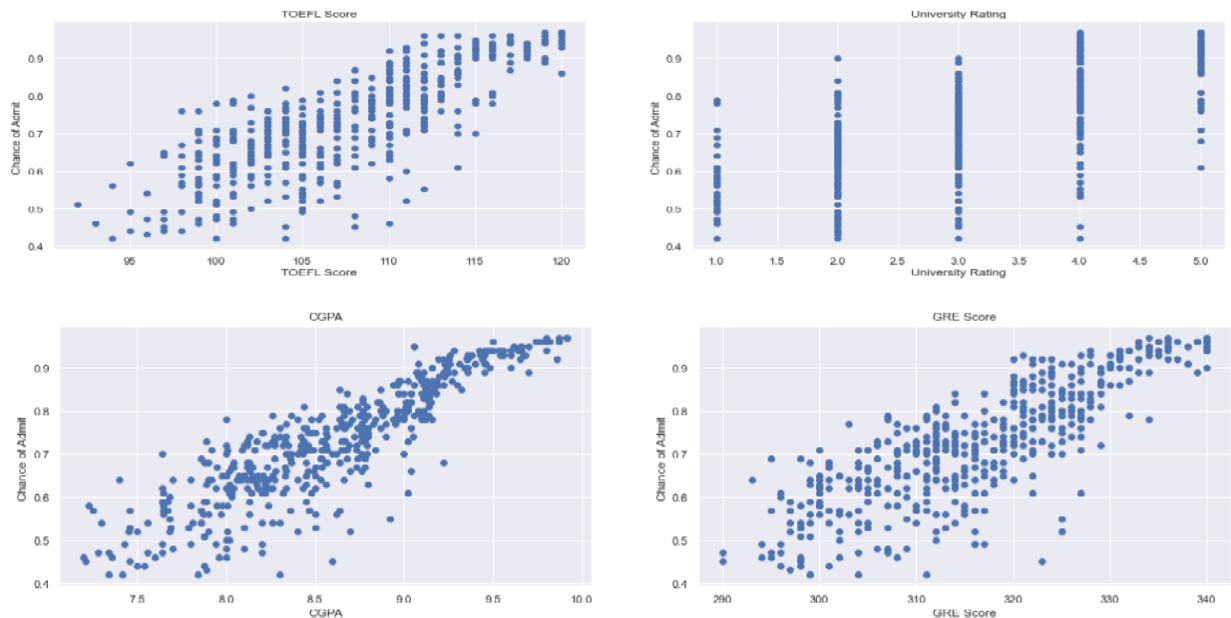 TOEFL Score
Chance of Admit
0.9
0.8
0.7
0.6
0.5
0.4
95 100 105 110 115 120
TOEFL Score
University Rating
Chance of Admit
0.9
0.8
0.7
0.6
0.5
0.4
1.0 1.5 2.0 2.5 3.0 3.5 4.0 4.5 5.0
University Rating
CGPA
Chance of Admit
0.9
0.8
0.7
0.6
0.5
0.4
7.5 8.0 8.5 9.0 9.5 10.0
CGPA
GRE Score
Chance of Admit
0.9
0.8
0.7
0.6
0.5
0.4
290 300 310 320 330 340
GRE Score